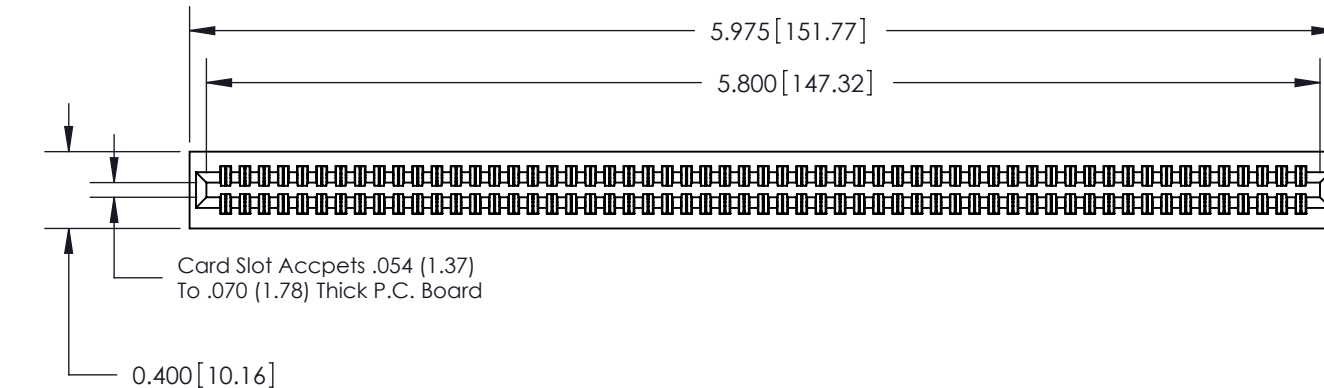 5.975 [151.77]
5.800 [147.32]
Card Slot Accpets .054 (1.37)
To .070 (1.78) Thick P.C. Board
0.400 [10.16]